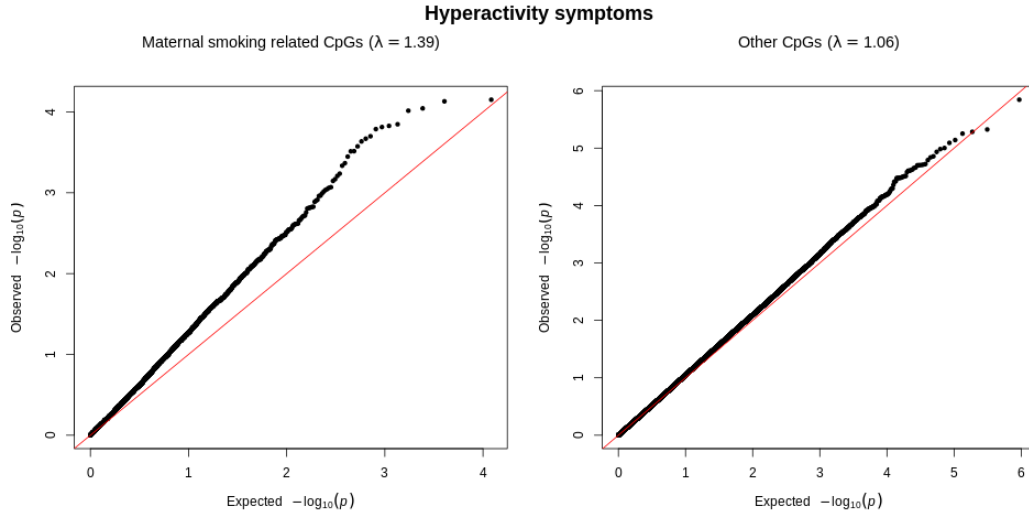 Hyperactivity symptoms
Maternal smoking related CpGs (λ = 1.39)
Observed −log10(p)
4
3
2
1
0
0 1 2 3 4
Expected −log10(p)
Other CpGs (λ = 1.06)
Observed −log10(p)
6
5
4
3
2
1
0
0 1 2 3 4 5 6
Expected −log10(p)